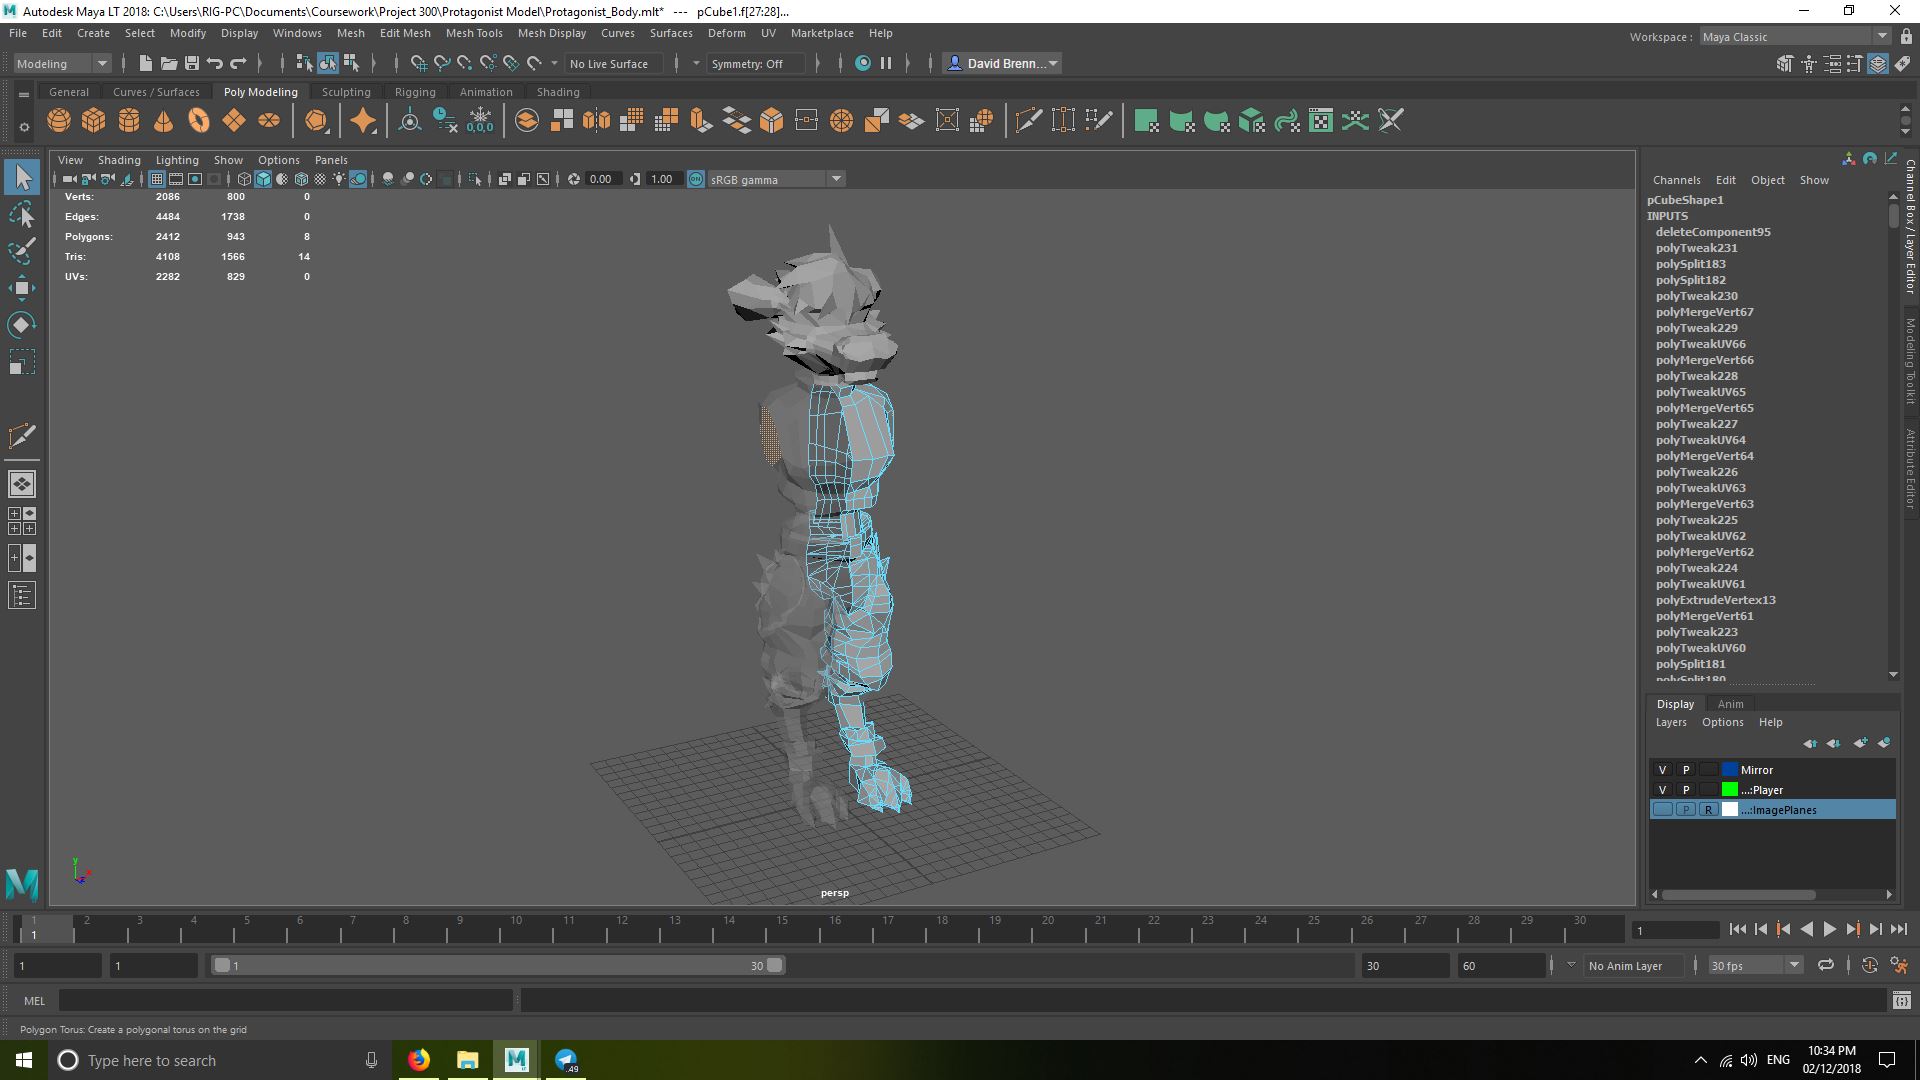 Autodesk Maya LT 2018: C:\Users\RIG-PC\Documents\Coursework\Project 300\Protagonist Model\Protagonist_Body.mlt* --- pCube1.f[27:28]...
File Edit Create Select Modify Display Windows Mesh Edit Mesh Mesh Tools Mesh Display Curves Surfaces Deform UV Marketplace Help
Workspace : Maya Classic
Modeling No Live Surface Symmetry: Off David Brenn...
General Curves / Surfaces Poly Modeling Sculpting Rigging Animation Shading
0,0,0
View Shading Lighting Show Options Panels
0.00 1.00 ON sRGB gamma
Verts: 2086 800 0
Edges: 4484 1738 0
Polygons: 2412 943 8
Tris: 4108 1566 14
UVs: 2282 829 0
y
x
z
persp
Channels Edit Object Show
pCubeShape1
INPUTS
deleteComponent95
polyTweak231
polySplit183
polySplit182
polyTweak230
polyMergeVert67
polyTweak229
polyTweakUV66
polyMergeVert66
polyTweak228
polyTweakUV65
polyMergeVert65
polyTweak227
polyTweakUV64
polyMergeVert64
polyTweak226
polyTweakUV63
polyMergeVert63
polyTweak225
polyTweakUV62
polyMergeVert62
polyTweak224
polyTweakUV61
polyExtrudeVertex13
polyMergeVert61
polyTweak223
polyTweakUV60
polySplit181
polySplit180
Channel Box / Layer Editor
Modeling Toolkit
Attribute Editor
Display Anim
Layers Options Help
V P Mirror
V P ...:Player
P R ...:ImagePlanes
1 2 3 4 5 6 7 8 9 10 11 12 13 14 15 16 17 18 19 20 21 22 23 24 25 26 27 28 29 30
1 1
1 1 1 30 30 60 No Anim Layer 30 fps
MEL
Polygon Torus: Create a polygonal torus on the grid
Type here to search
M LT
.49
ENG
10:34 PM
02/12/2018